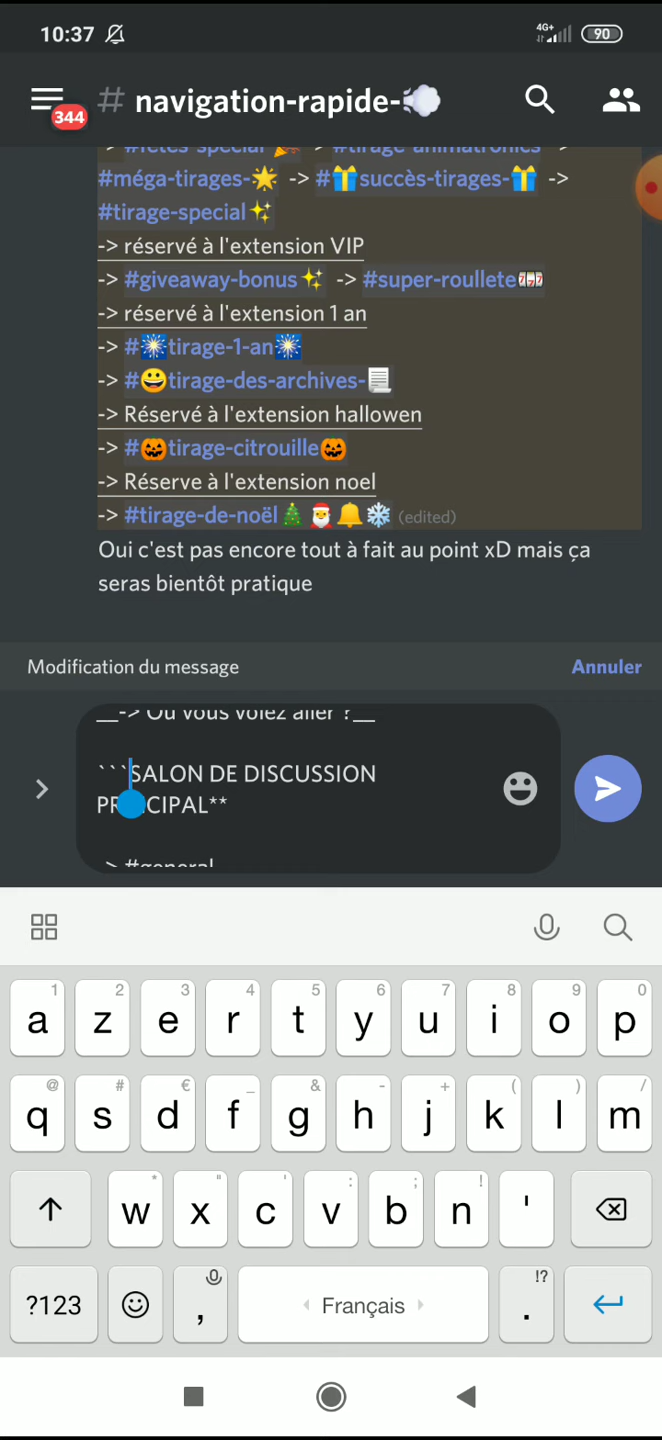 10:37 4G+ 90
344 # navigation-rapide-💨
-> #fêtes-spécial🎉 -> #tirage-animatronics ->
#méga-tirages-🌟 -> #🎁succès-tirages-🎁 ->
#tirage-special✨
-> réservé à l'extension VIP
-> #giveaway-bonus✨ -> #super-roullete🎰
-> réservé à l'extension 1 an
-> #🎇tirage-1-an🎇
-> #😀tirage-des-archives-📃
-> Réservé à l'extension hallowen
-> #🎃tirage-citrouille🎃
-> Réserve à l'extension noel
-> #tirage-de-noël🎄🎅🔔❄️ (edited)
Oui c'est pas encore tout à fait au point xD mais ça
seras bientôt pratique
Modification du message Annuler
__-> Ou vous volez aller ?__
```SALON DE DISCUSSION
PRINCIPAL**
-> #general
1 2 3 4 5 6 7 8 9 0
a z e r t y u i o p
@ # € _ & - + ( ) /
q s d f g h j k l m
* " ' : ; !
w x c v b n '
?123 , Français . !?